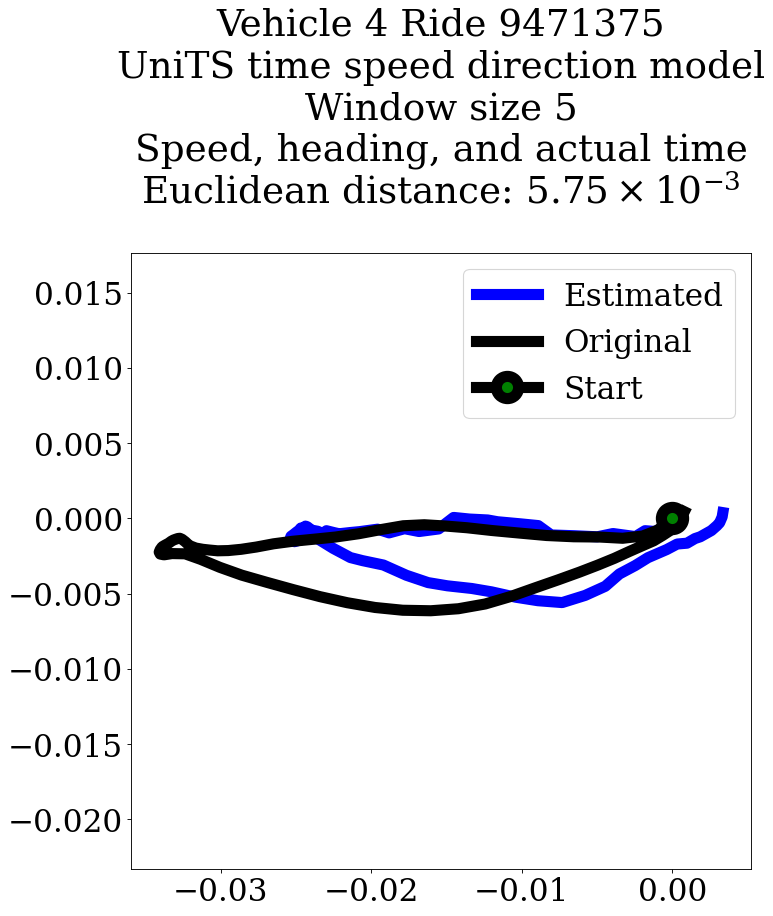 Vehicle 4 Ride 9471375
UniTS time speed direction model
Window size 5
Speed, heading, and actual time
Euclidean distance: 5.75 × 10⁻³
Estimated
Original
Start
0.015
0.010
0.005
0.000
−0.005
−0.010
−0.015
−0.020
−0.03 −0.02 −0.01 0.00